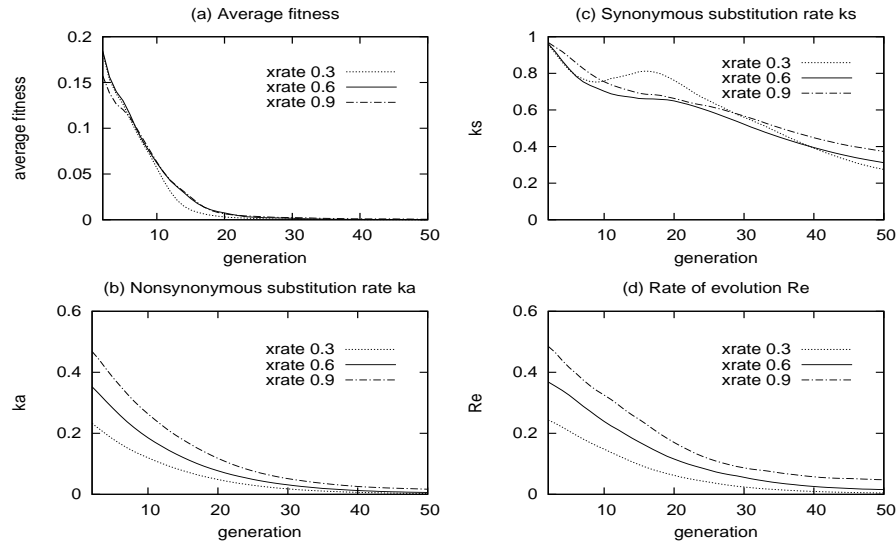 (a) Average fitness
0.2
0.15
0.1
0.05
0
average fitness
xrate 0.3
xrate 0.6
xrate 0.9
10 20 30 40 50
generation
(c) Synonymous substitution rate ks
1
0.8
0.6
0.4
0.2
0
ks
xrate 0.3
xrate 0.6
xrate 0.9
10 20 30 40 50
generation
(b) Nonsynonymous substitution rate ka
0.6
0.4
0.2
0
ka
xrate 0.3
xrate 0.6
xrate 0.9
10 20 30 40 50
generation
(d) Rate of evolution Re
0.6
0.4
0.2
0
Re
xrate 0.3
xrate 0.6
xrate 0.9
10 20 30 40 50
generation